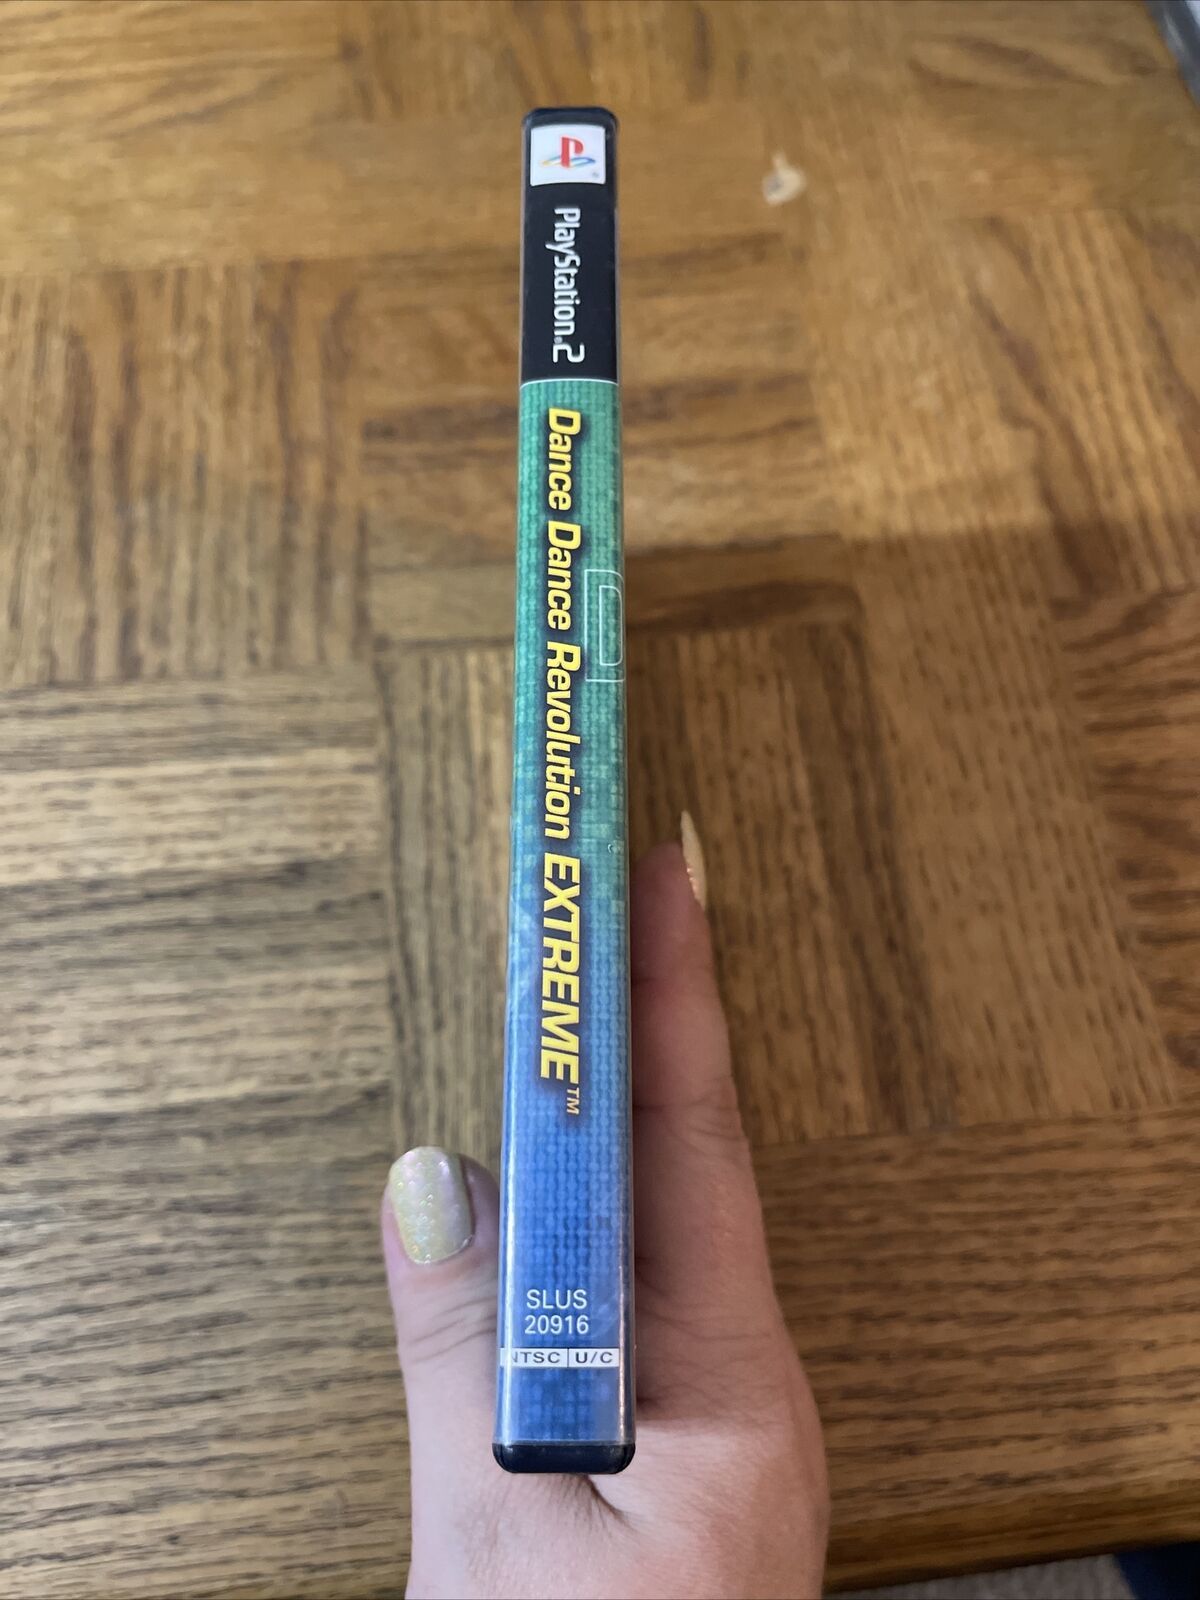 PlayStation.2
Dance Dance Revolution EXTREME™
SLUS
20916
NTSC U/C